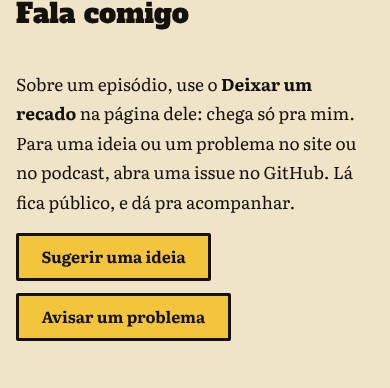 Fala comigo
Sobre um episódio, use o Deixar um
recado na página dele: chega só pra mim.
Para uma ideia ou um problema no site ou
no podcast, abra uma issue no GitHub. Lá
fica público, e dá pra acompanhar.
Sugerir uma ideia
Avisar um problema